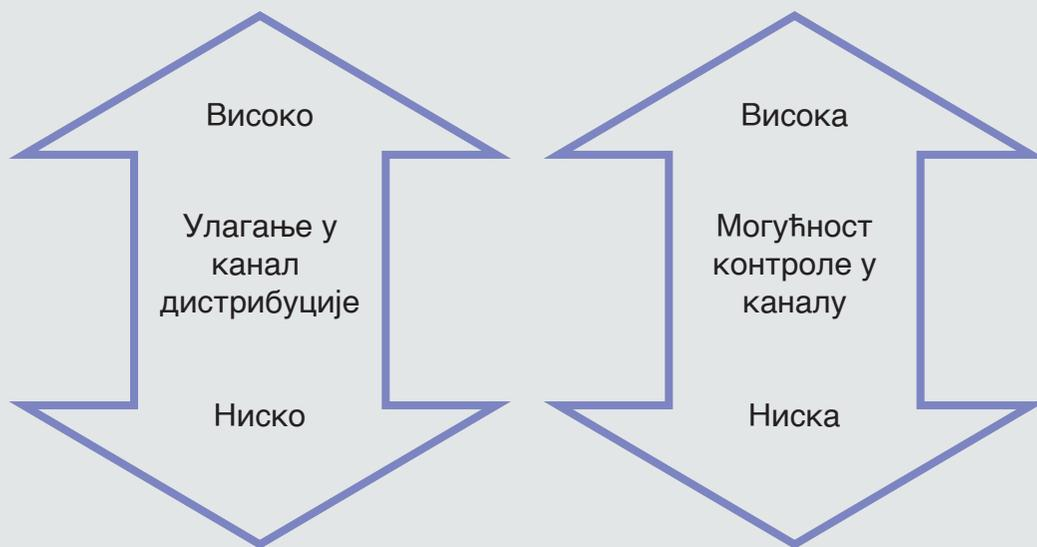 Високо
Улагање у
канал
дистрибуције
Ниско
Висока
Могућност
контроле у
каналу
Ниска